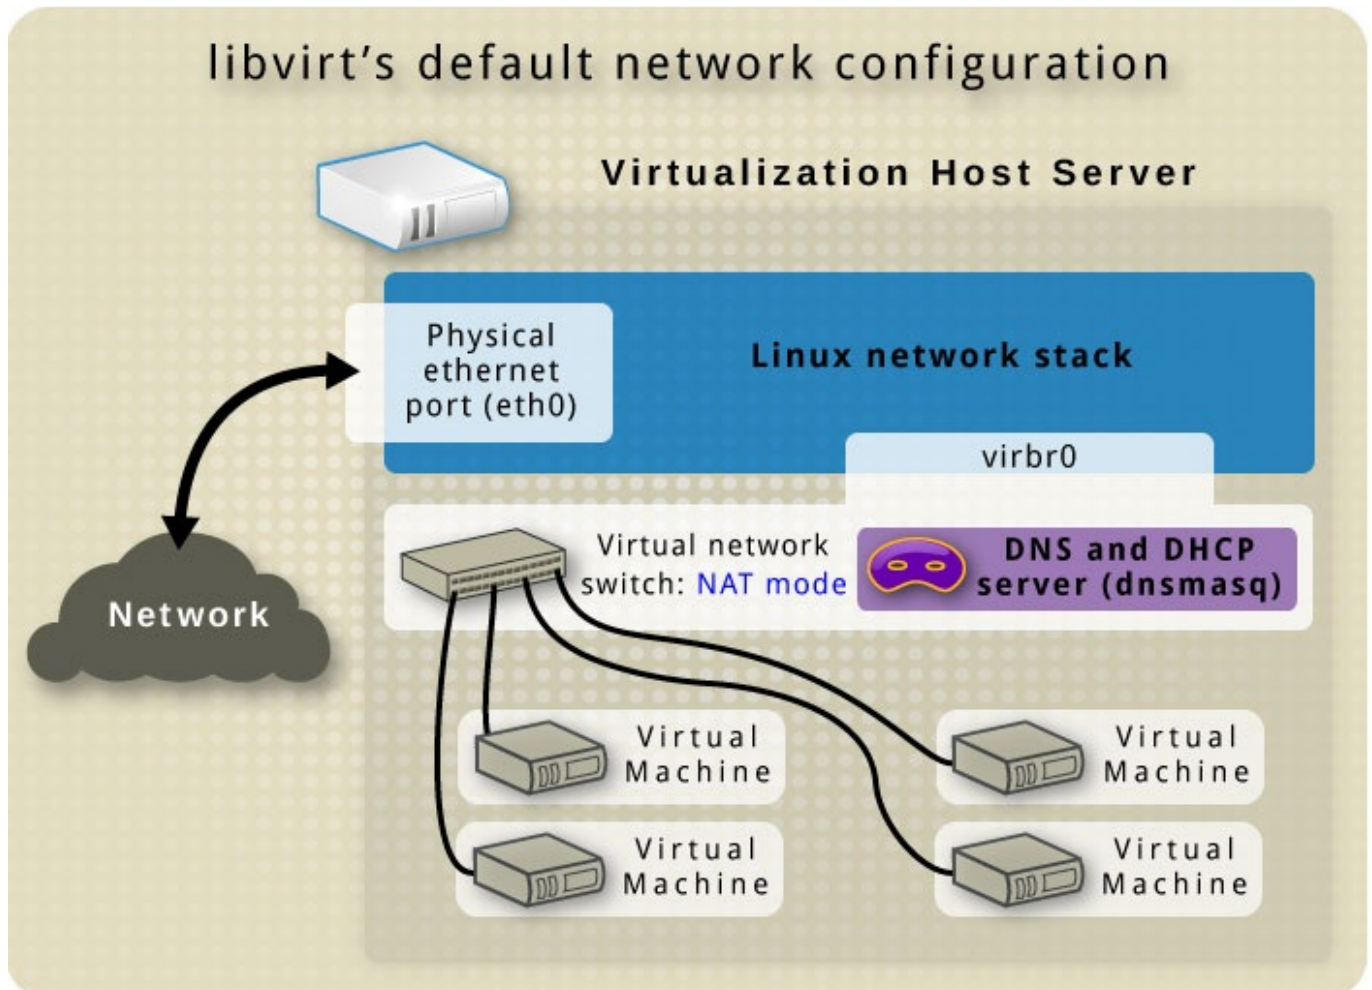 libvirt’s default network configuration
Virtualization Host Server
Physical
ethernet
port (eth0)
Linux network stack
virbr0
Virtual network
switch: NAT mode
DNS and DHCP
server (dnsmasq)
Network
Virtual
Machine
Virtual
Machine
Virtual
Machine
Virtual
Machine